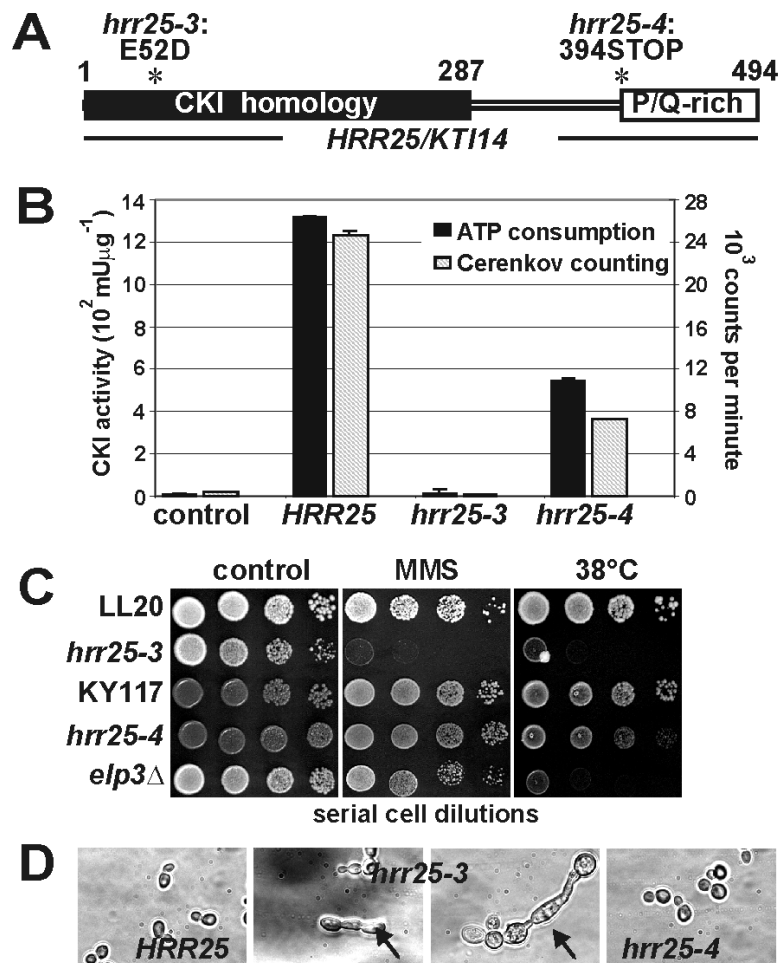 A
hrr25-3:
E52D
hrr25-4:
394STOP
1
*
287
*
494
CKI homology
P/Q-rich
HRR25/KTI14
B
CKI activity (10² mUμg⁻¹)
14
12
10
8
6
4
2
0
ATP consumption
Cerenkov counting
28
24
20
16
12
8
4
0
10³ counts per minute
control
HRR25
hrr25-3
hrr25-4
C
control
MMS
38°C
LL20
hrr25-3
KY117
hrr25-4
elp3Δ
serial cell dilutions
D
HRR25
hrr25-3
hrr25-4